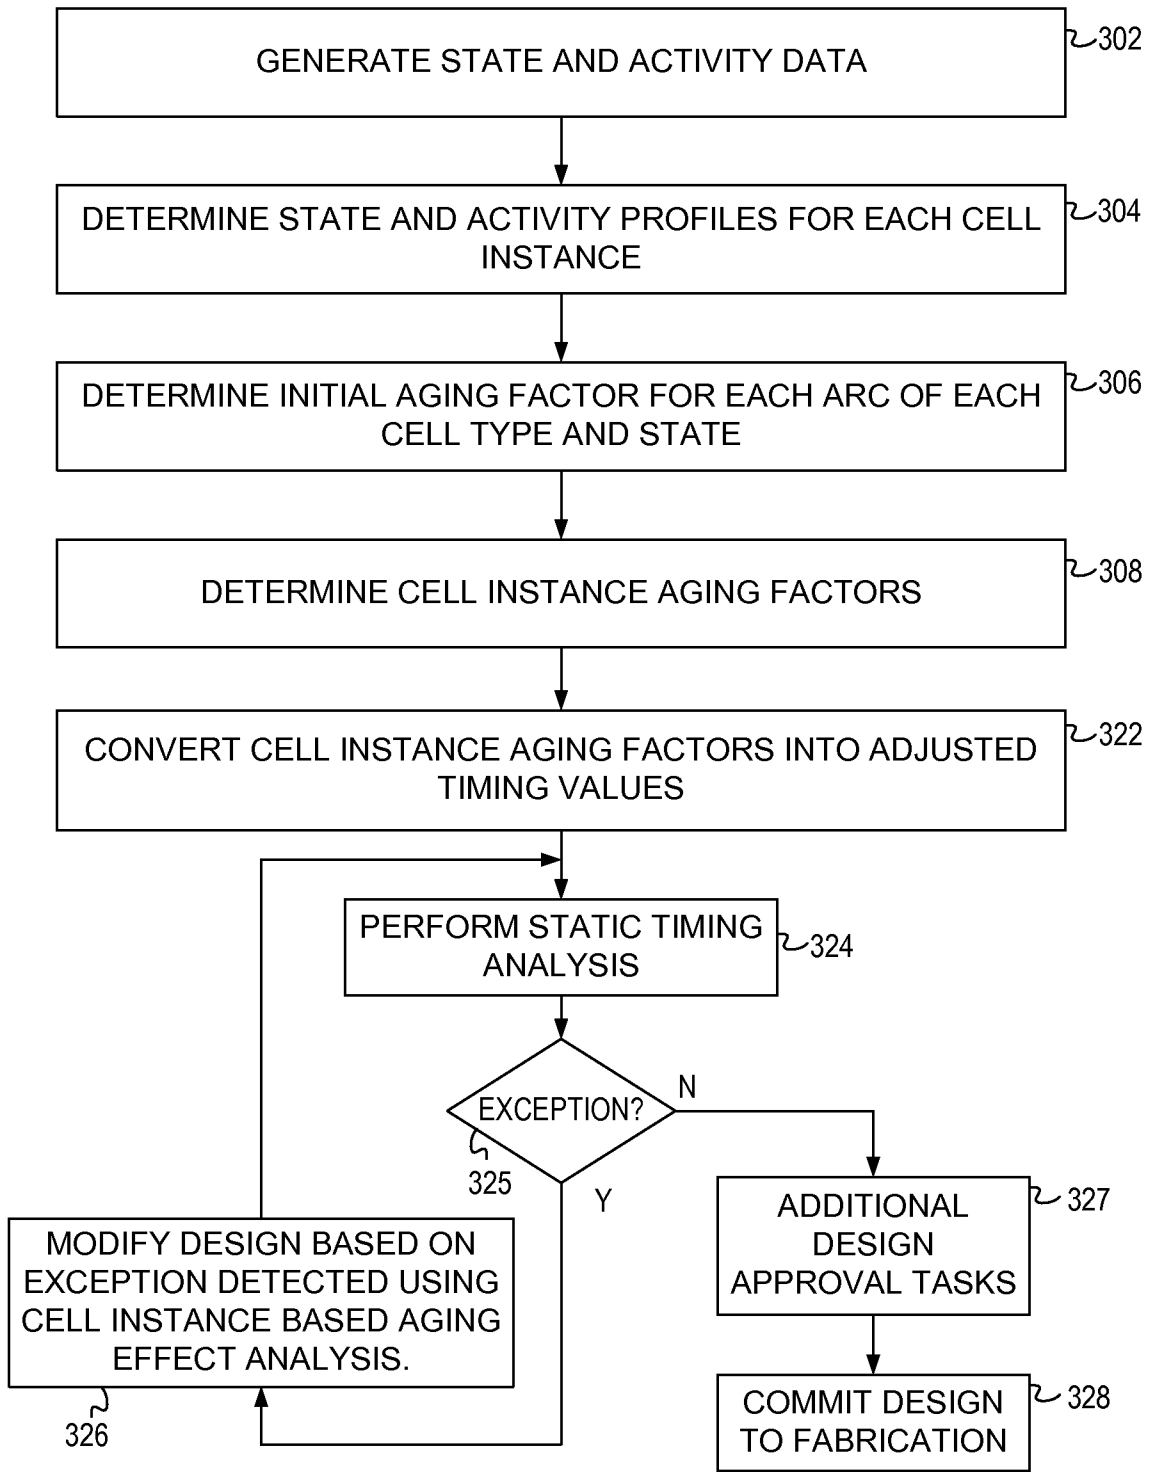 GENERATE STATE AND ACTIVITY DATA
302
DETERMINE STATE AND ACTIVITY PROFILES FOR EACH CELL
INSTANCE
304
DETERMINE INITIAL AGING FACTOR FOR EACH ARC OF EACH
CELL TYPE AND STATE
306
DETERMINE CELL INSTANCE AGING FACTORS
308
CONVERT CELL INSTANCE AGING FACTORS INTO ADJUSTED
TIMING VALUES
322
PERFORM STATIC TIMING
ANALYSIS
324
EXCEPTION?
325
N
Y
MODIFY DESIGN BASED ON
EXCEPTION DETECTED USING
CELL INSTANCE BASED AGING
EFFECT ANALYSIS.
326
ADDITIONAL
DESIGN
APPROVAL TASKS
327
COMMIT DESIGN
TO FABRICATION
328